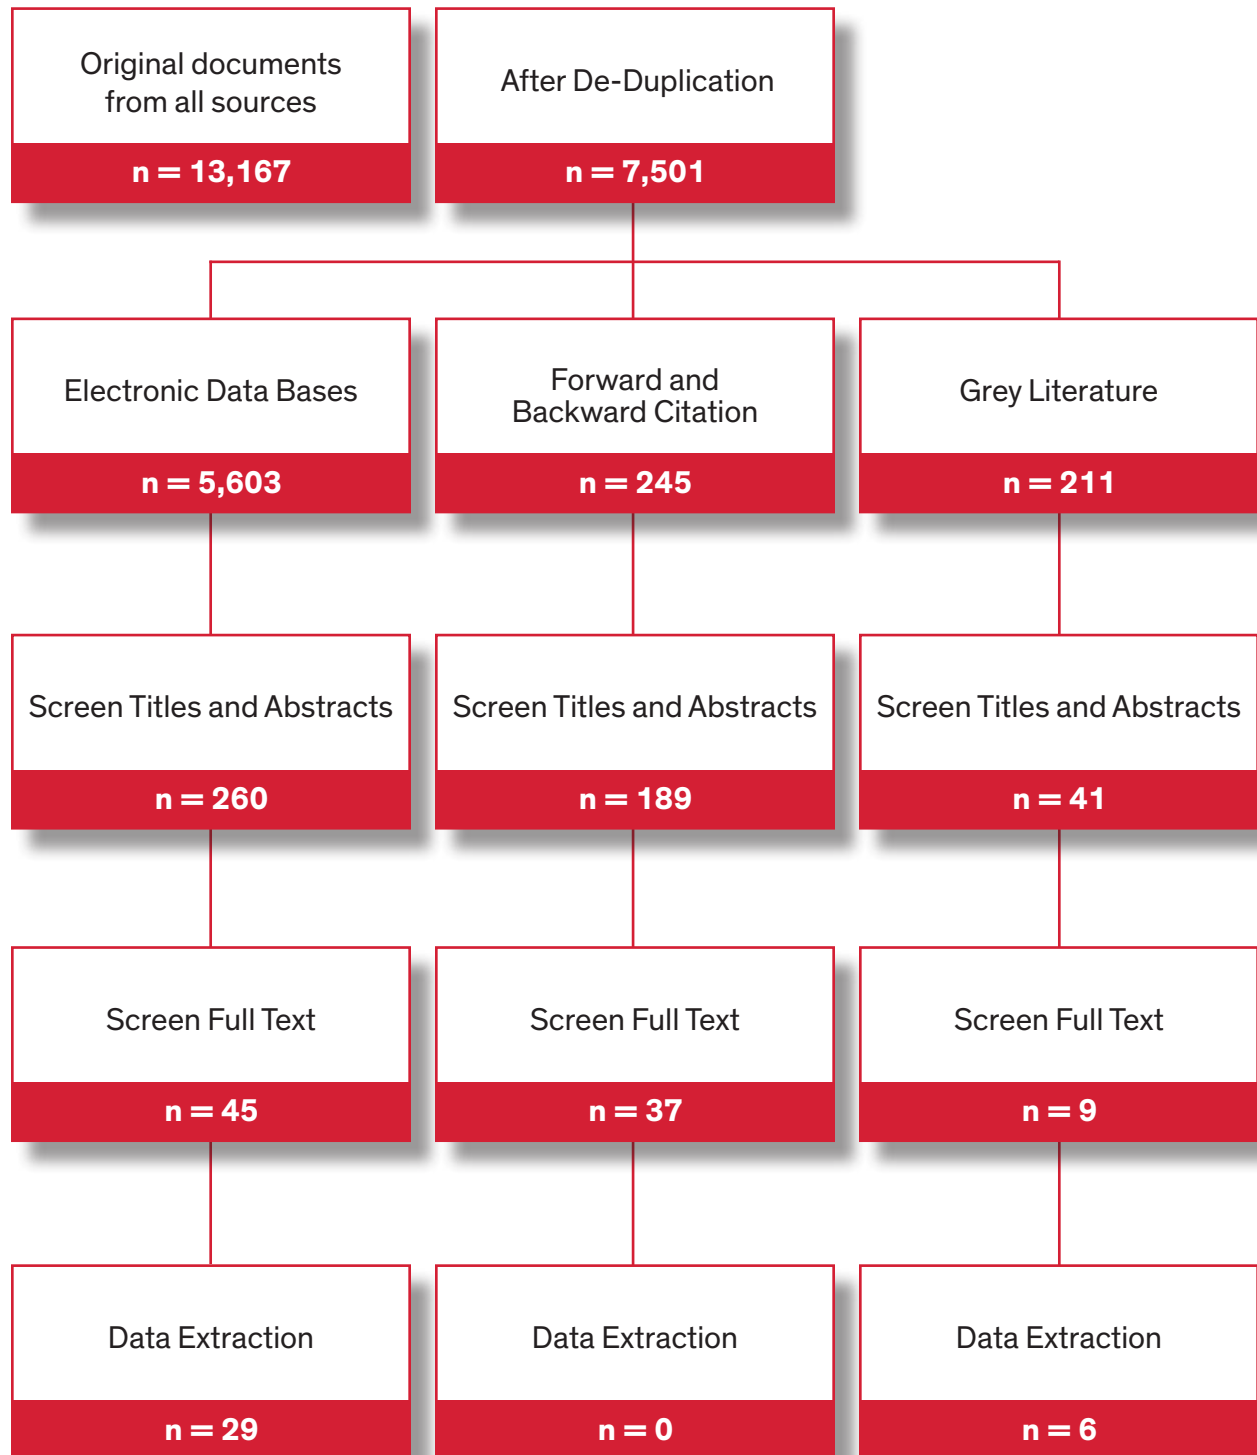 Original documents
from all sources
n = 13,167
After De-Duplication
n = 7,501
Electronic Data Bases
n = 5,603
Forward and
Backward Citation
n = 245
Grey Literature
n = 211
Screen Titles and Abstracts
n = 260
Screen Titles and Abstracts
n = 189
Screen Titles and Abstracts
n = 41
Screen Full Text
n = 45
Screen Full Text
n = 37
Screen Full Text
n = 9
Data Extraction
n = 29
Data Extraction
n = 0
Data Extraction
n = 6